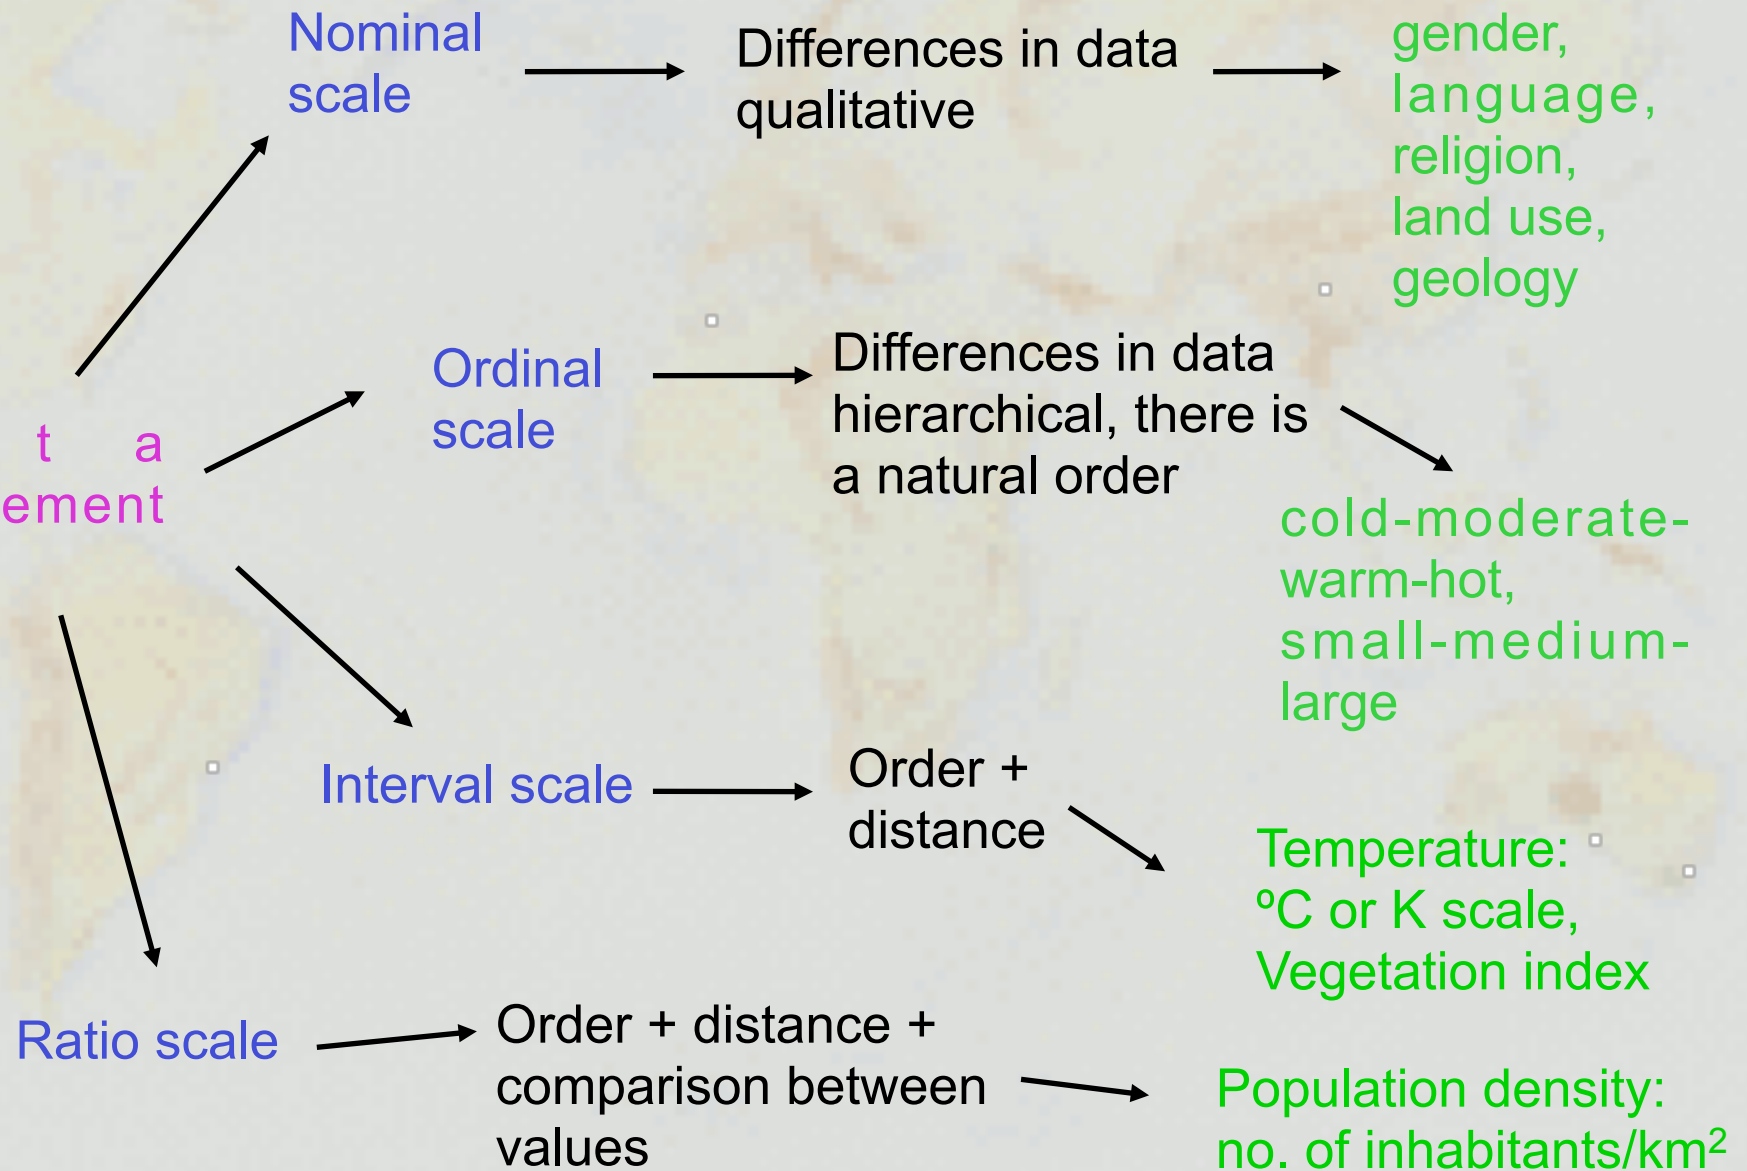 Nominal
scale
Differences in data
qualitative
gender,
language,
religion,
land use,
geology
t a
ement
Ordinal
scale
Differences in data
hierarchical, there is
a natural order
cold-moderate-
warm-hot,
small-medium-
large
Interval scale
Order +
distance
Temperature:
ºC or K scale,
Vegetation index
Ratio scale
Order + distance +
comparison between
values
Population density:
no. of inhabitants/km²